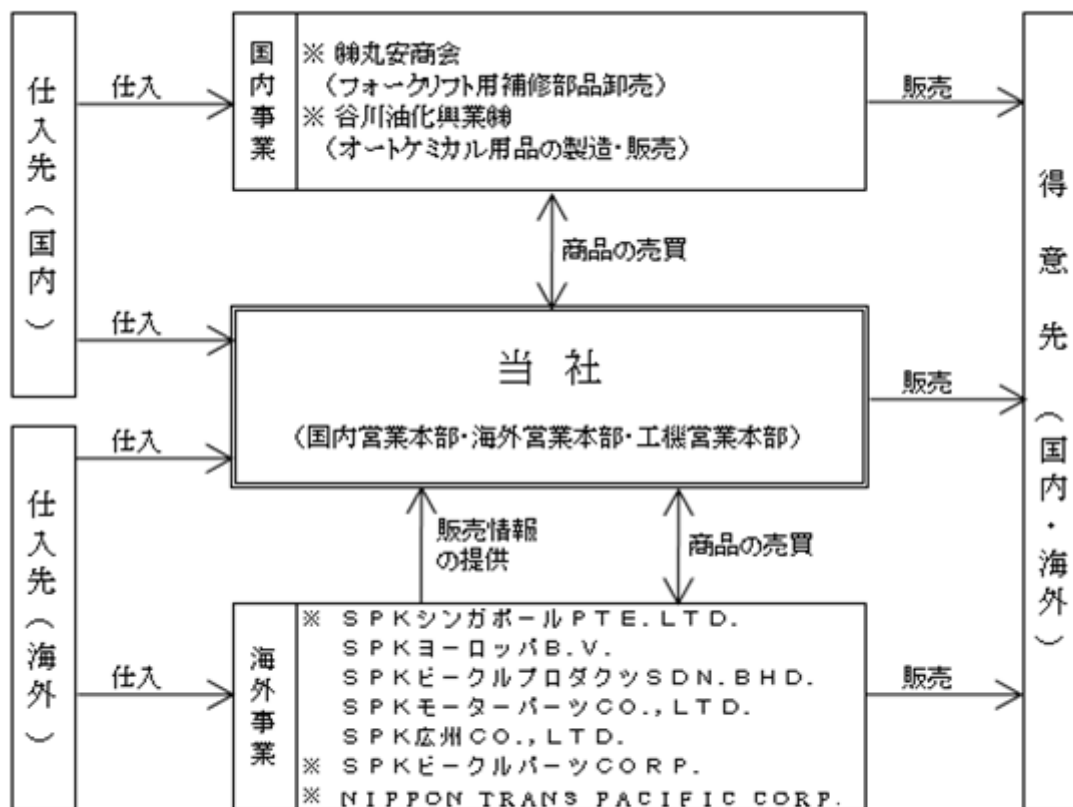 仕入先（国内）
仕入
国内事業
※ ㈱丸安商会
（フォークリフト用補修部品卸売）
※ 谷川油化興業㈱
（オートケミカル用品の製造・販売）
販売
得意先（国内・海外）
商品の売買
仕入
当社
（国内営業本部・海外営業本部・工機営業本部）
販売
仕入
仕入先（海外）
販売情報
の提供
商品の売買
仕入
海外事業
※ ＳＰＫシンガポールＰＴＥ.ＬＴＤ.
ＳＰＫヨーロッパＢ.Ｖ.
ＳＰＫビークルプロダクツＳＤＮ.ＢＨＤ.
ＳＰＫモーターパーツＣＯ.,ＬＴＤ.
ＳＰＫ広州ＣＯ.,ＬＴＤ.
※ ＳＰＫビークルパーツＣＯＲＰ.
※ ＮＩＰＰＯＮ ＴＲＡＮＳ ＰＡＣＩＦＩＣ ＣＯＲＰ.
販売